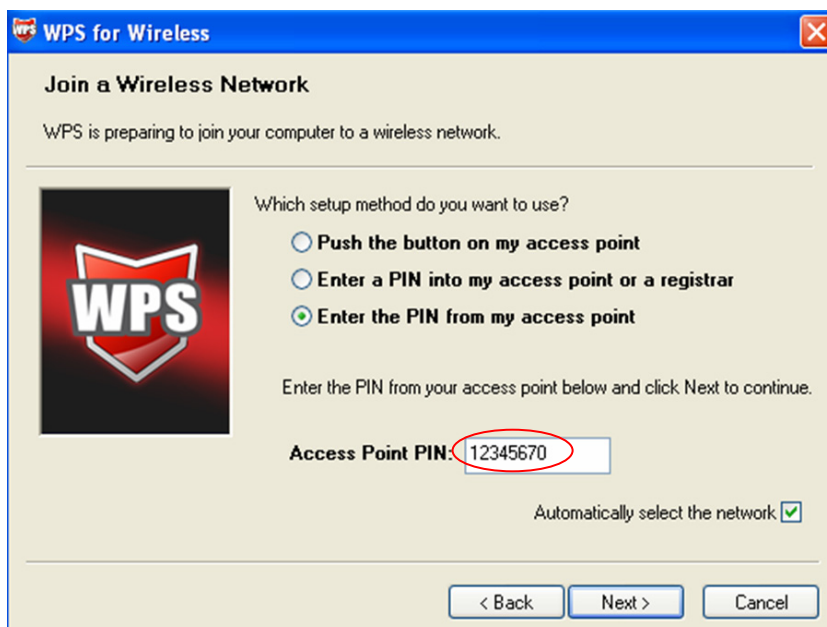 WPS for Wireless
Join a Wireless Network
WPS is preparing to join your computer to a wireless network.
Which setup method do you want to use?
Push the button on my access point
Enter a PIN into my access point or a registrar
Enter the PIN from my access point
WPS
Enter the PIN from your access point below and click Next to continue.
Access Point PIN: 12345670
Automatically select the network
< Back Next > Cancel